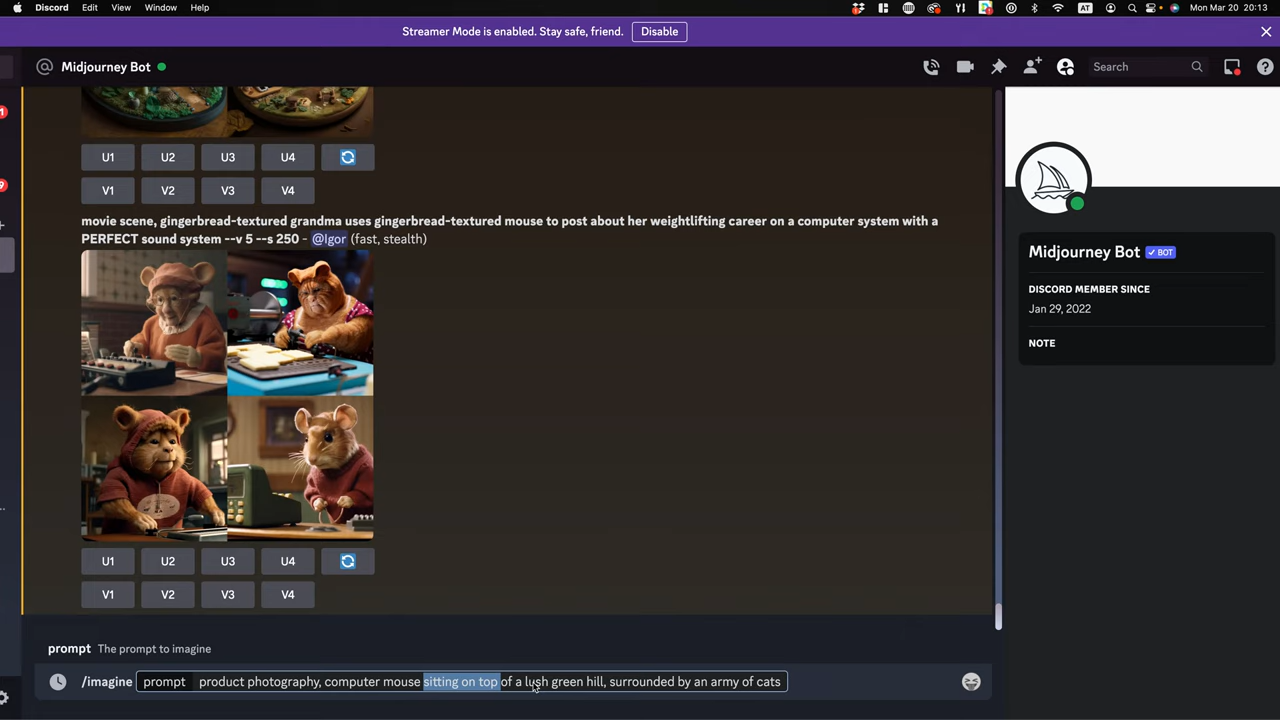 Discord Edit View Window Help AT Mon Mar 20 20:13
Streamer Mode is enabled. Stay safe, friend. Disable
Midjourney Bot Search
U1 U2 U3 U4
V1 V2 V3 V4
movie scene, gingerbread-textured grandma uses gingerbread-textured mouse to post about her weightlifting career on a computer system with a
PERFECT sound system --v 5 --s 250 - @Igor (fast, stealth)
U1 U2 U3 U4
V1 V2 V3 V4
prompt The prompt to imagine
/imagine prompt product photography, computer mouse sitting on top of a lush green hill, surrounded by an army of cats
Midjourney Bot ✓ BOT
DISCORD MEMBER SINCE
Jan 29, 2022
NOTE
1
9